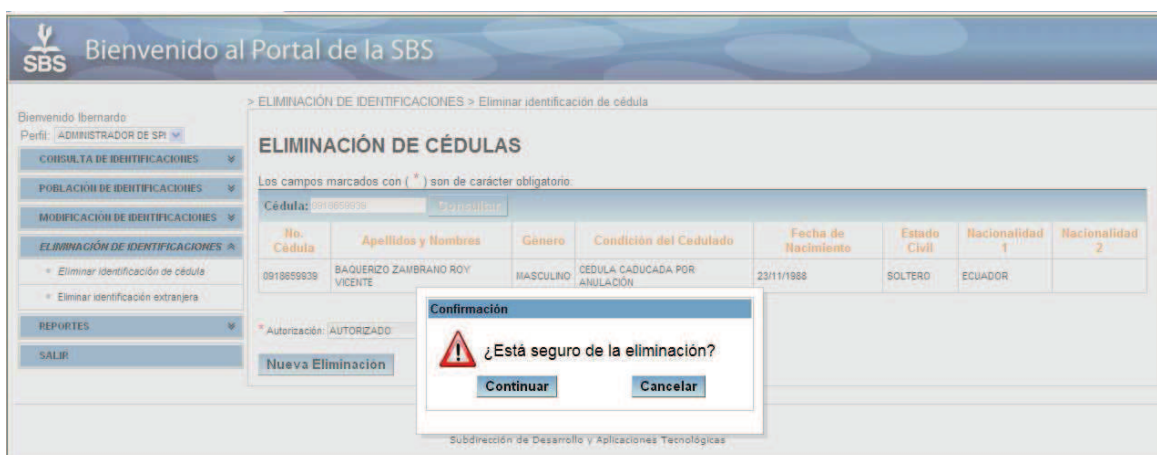 SBS Bienvenido al Portal de la SBS
> ELIMINACIÓN DE IDENTIFICACIONES > Eliminar identificación de cédula
Bienvenido lbernardo
Perfil: ADMINISTRADOR DE SPI
CONSULTA DE IDENTIFICACIONES
POBLACIÓN DE IDENTIFICACIONES
MODIFICACIÓN DE IDENTIFICACIONES
ELIMINACIÓN DE IDENTIFICACIONES
Eliminar identificación de cédula
Eliminar identificación extranjera
REPORTES
SALIR
ELIMINACIÓN DE CÉDULAS
Los campos marcados con ( * ) son de carácter obligatorio
Cédula: 0918659939 Consultar
No. Cédula Apellidos y Nombres Género Condición del Cedulado Fecha de Nacimiento Estado Civil Nacionalidad 1 Nacionalidad 2
0918659939 BAQUERIZO ZAMBRANO ROY VICENTE MASCULINO CEDULA CADUCADA POR ANULACIÓN 23/11/1988 SOLTERO ECUADOR
* Autorización: AUTORIZADO
Nueva Eliminación
Confirmación
¿Está seguro de la eliminación?
Continuar Cancelar
Subdirección de Desarrollo y Aplicaciones Tecnológicas